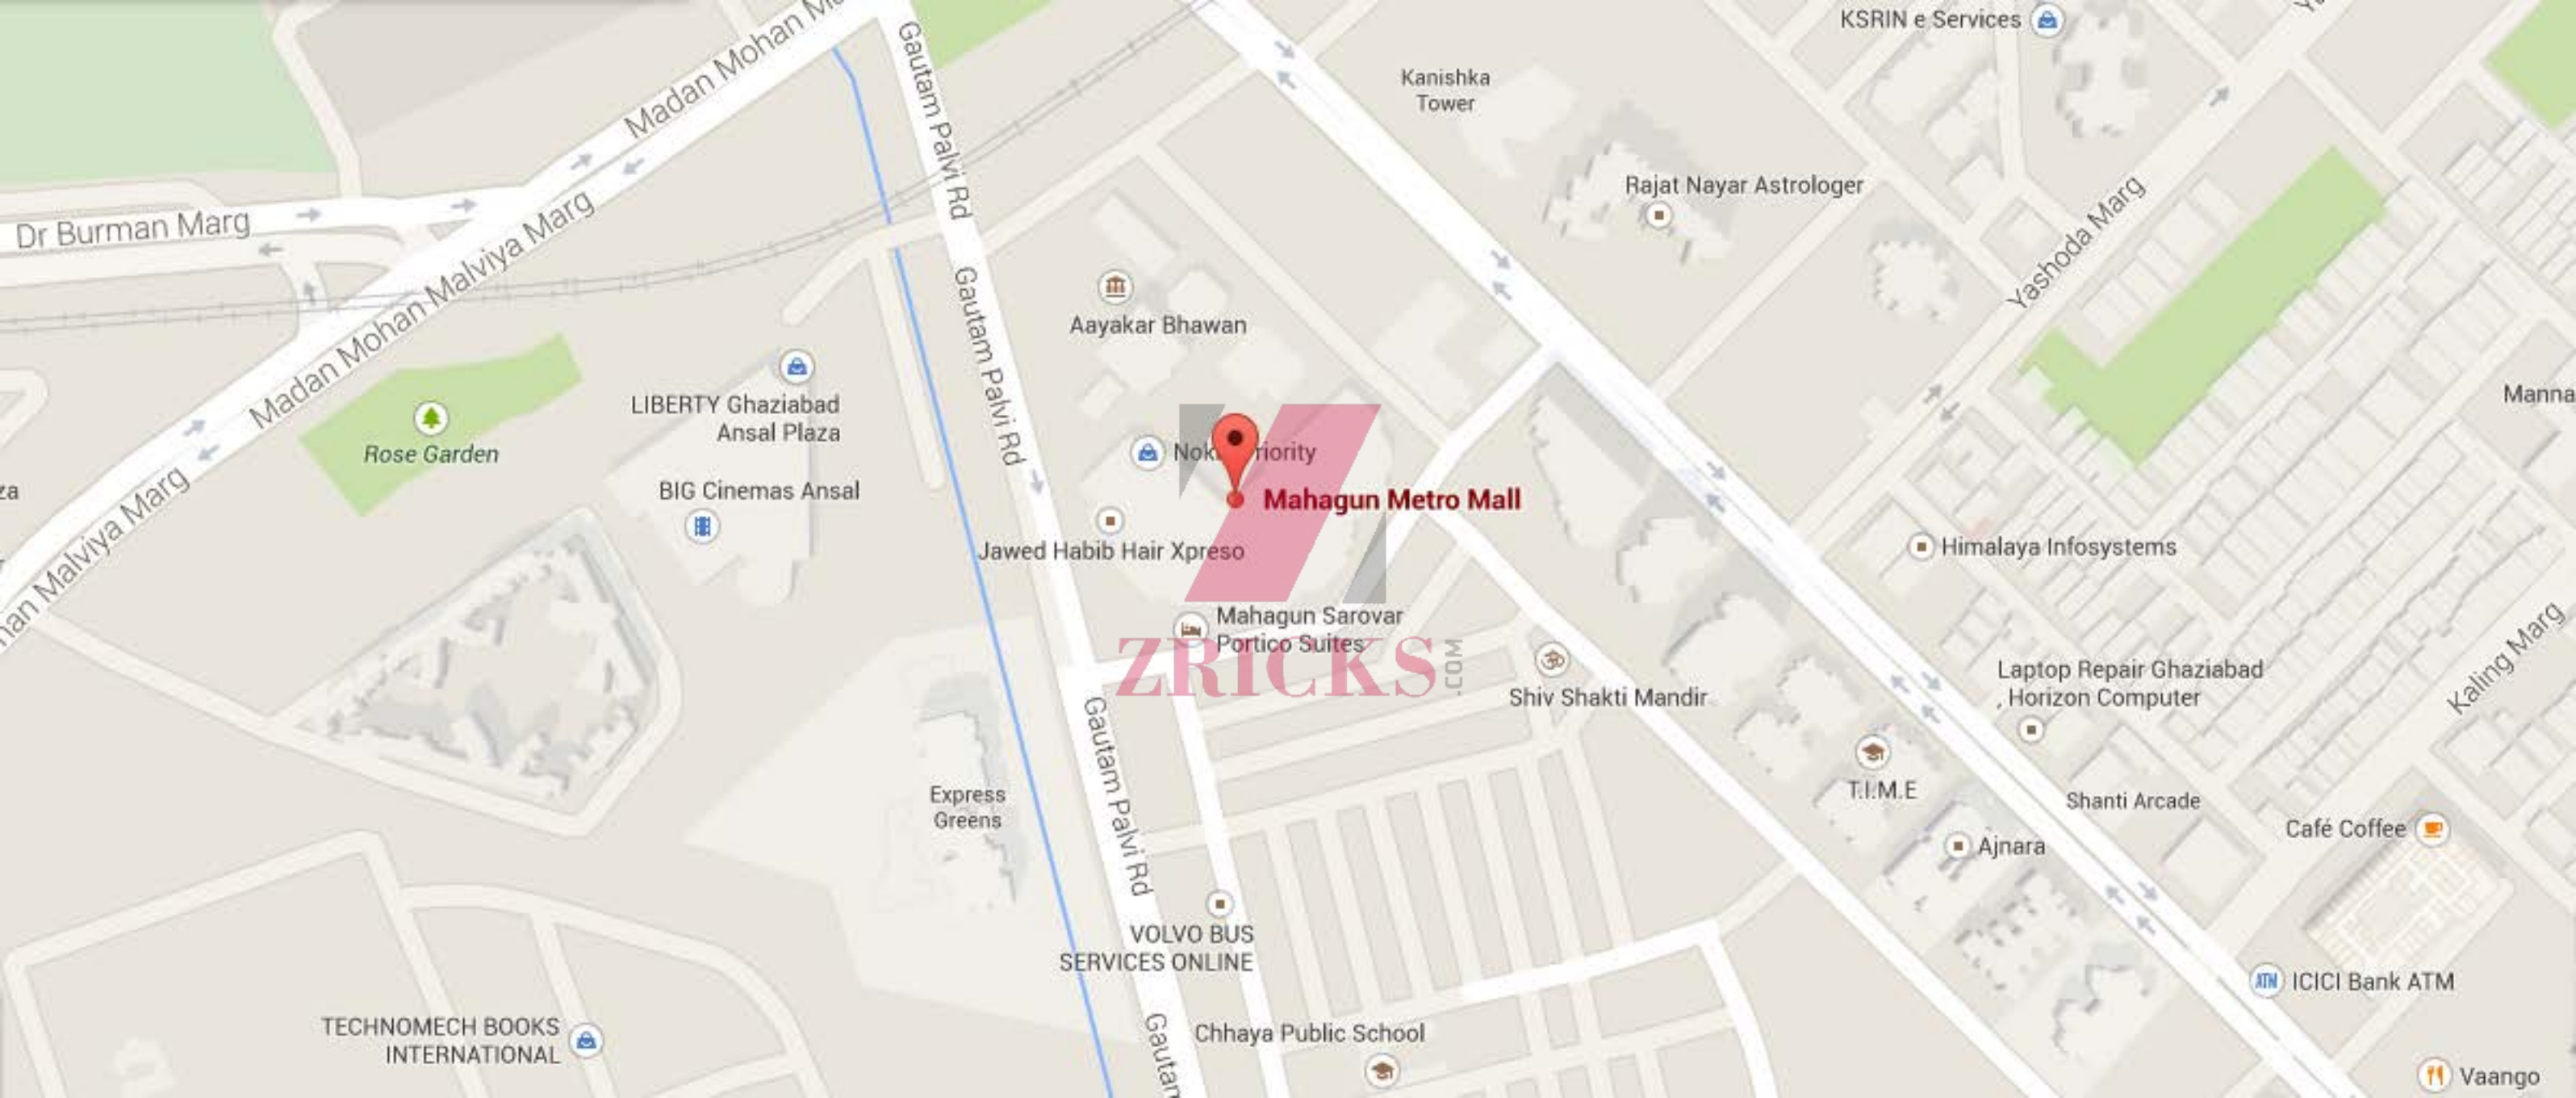 KSRIN e Services
Madan Mohan
Gautam Palvi Rd
Kanishka
Tower
Rajat Nayar Astrologer
Dr Burman Marg
Madan Mohan Malviya Marg
Yashoda Marg
Gautam Palvi Rd
Aayakar Bhawan
LIBERTY Ghaziabad
Ansal Plaza
Rose Garden
Manna
za
BIG Cinemas Ansal
Mahagun Metro Mall
Jawed Habib Hair Xpreso
Himalaya Infosystems
Malviya Marg
Mahagun Sarovar
Portico Suites
ZRICKS
.COM
Shiv Shakti Mandir
Laptop Repair Ghaziabad
, Horizon Computer
Kaling Marg
Gautam Palvi Rd
T.I.M.E
Shanti Arcade
Express
Greens
Café Coffee
Ajnara
VOLVO BUS
SERVICES ONLINE
ATM
ICICI Bank ATM
TECHNOMECH BOOKS
INTERNATIONAL
Chhaya Public School
Gautam
Vaango